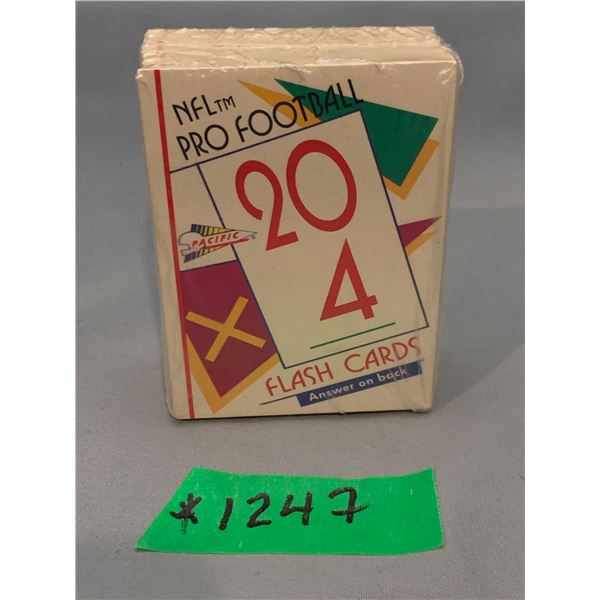 NFL™
PRO FOOTBALL
20
4
PACIFIC®
×
FLASH CARDS
Answer on back
*1247